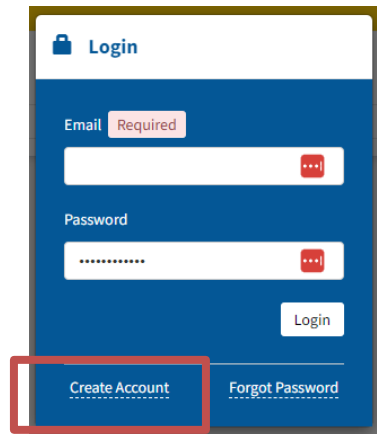 Login
Email Required
Password
••••••••••••
Login
Create Account Forgot Password